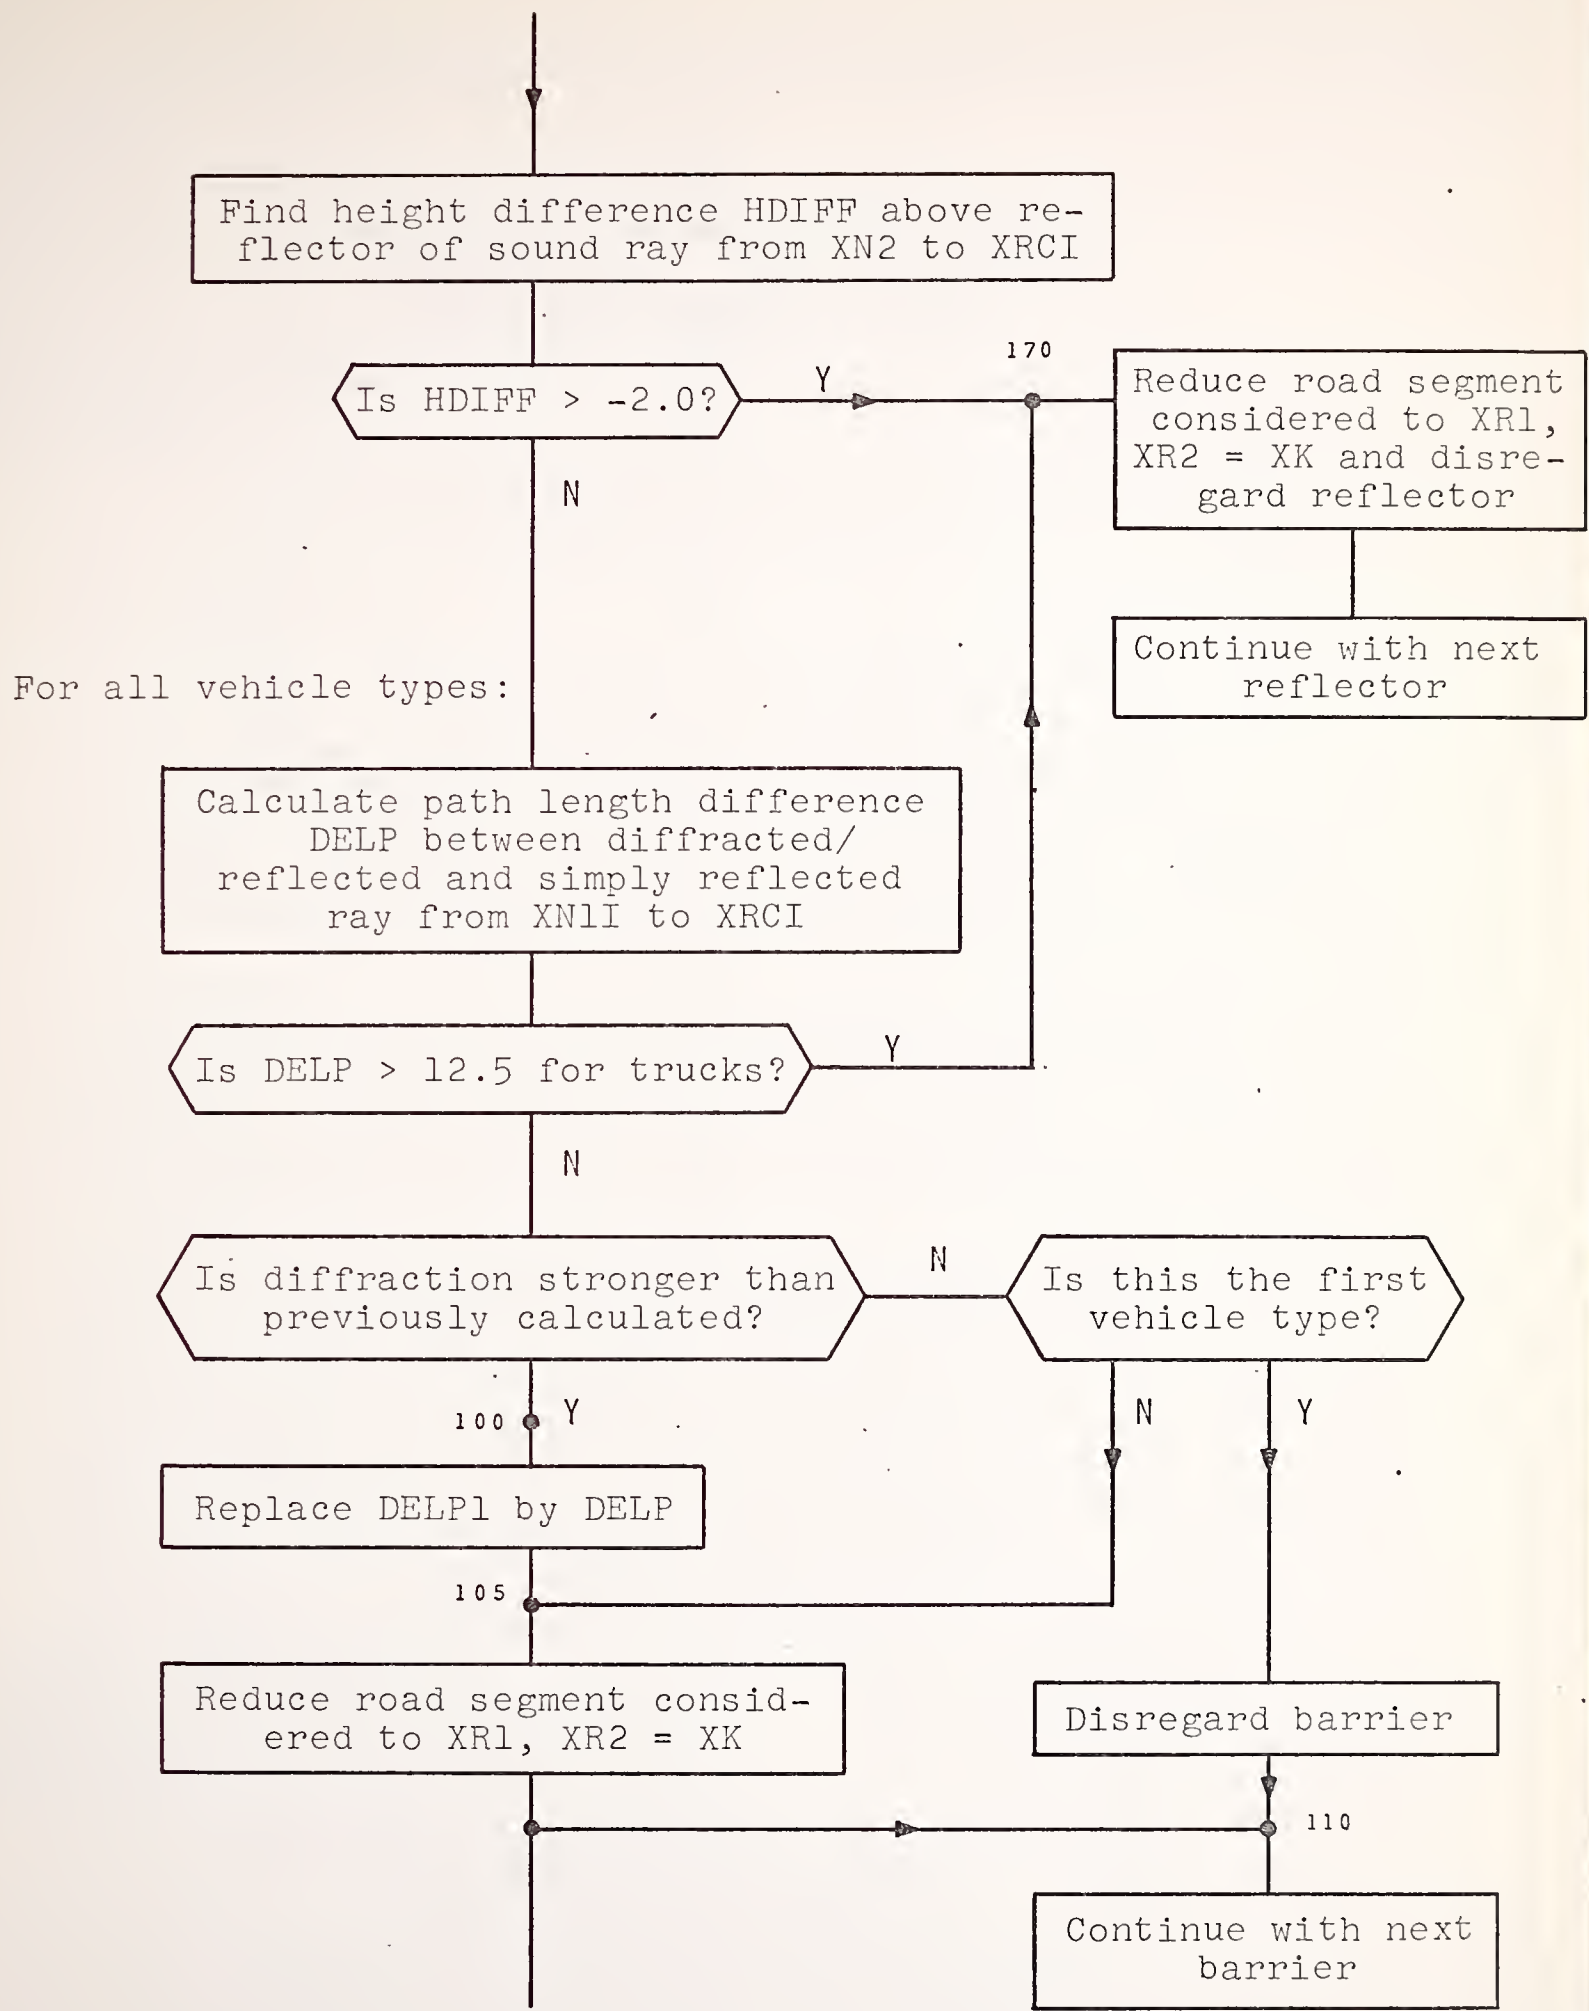 Find height difference HDIFF above re-
flector of sound ray from XN2 to XRCI
Is HDIFF > -2.0?
Y
170
Reduce road segment
considered to XR1,
XR2 = XK and disre-
gard reflector
N
Continue with next
reflector
For all vehicle types:
Calculate path length difference
DELP between diffracted/
reflected and simply reflected
ray from XN1I to XRCI
Is DELP > 12.5 for trucks?
Y
N
Is diffraction stronger than
previously calculated?
N
Is this the first
vehicle type?
100
Y
N
Y
Replace DELP1 by DELP
105
Reduce road segment consid-
ered to XR1, XR2 = XK
Disregard barrier
110
Continue with next
barrier